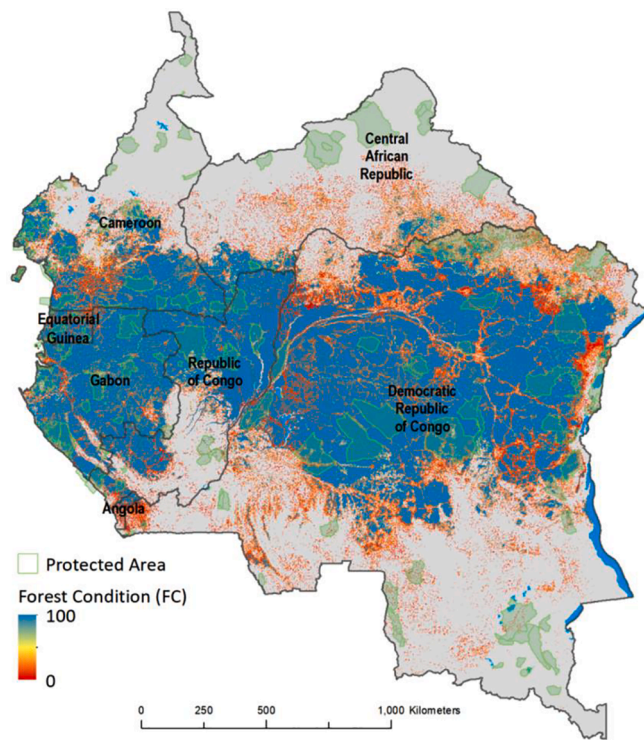 Central
African
Republic
Cameroon
Equatorial
Guinea
Gabon
Republic
of Congo
Democratic
Republic
of Congo
Angola
Protected Area
Forest Condition (FC)
100
0
0 250 500 1,000 Kilometers